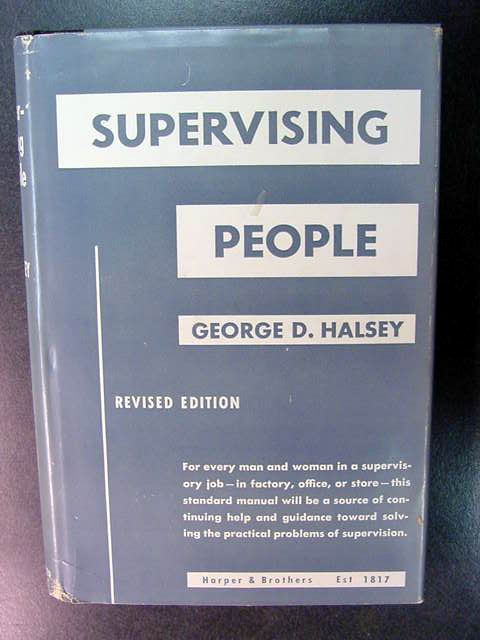 SUPERVISING
PEOPLE
GEORGE D. HALSEY
REVISED EDITION
For every man and woman in a supervis-
ory job—in factory, office, or store—this
standard manual will be a source of con-
tinuing help and guidance toward solv-
ing the practical problems of supervision.
Harper & Brothers Est 1817